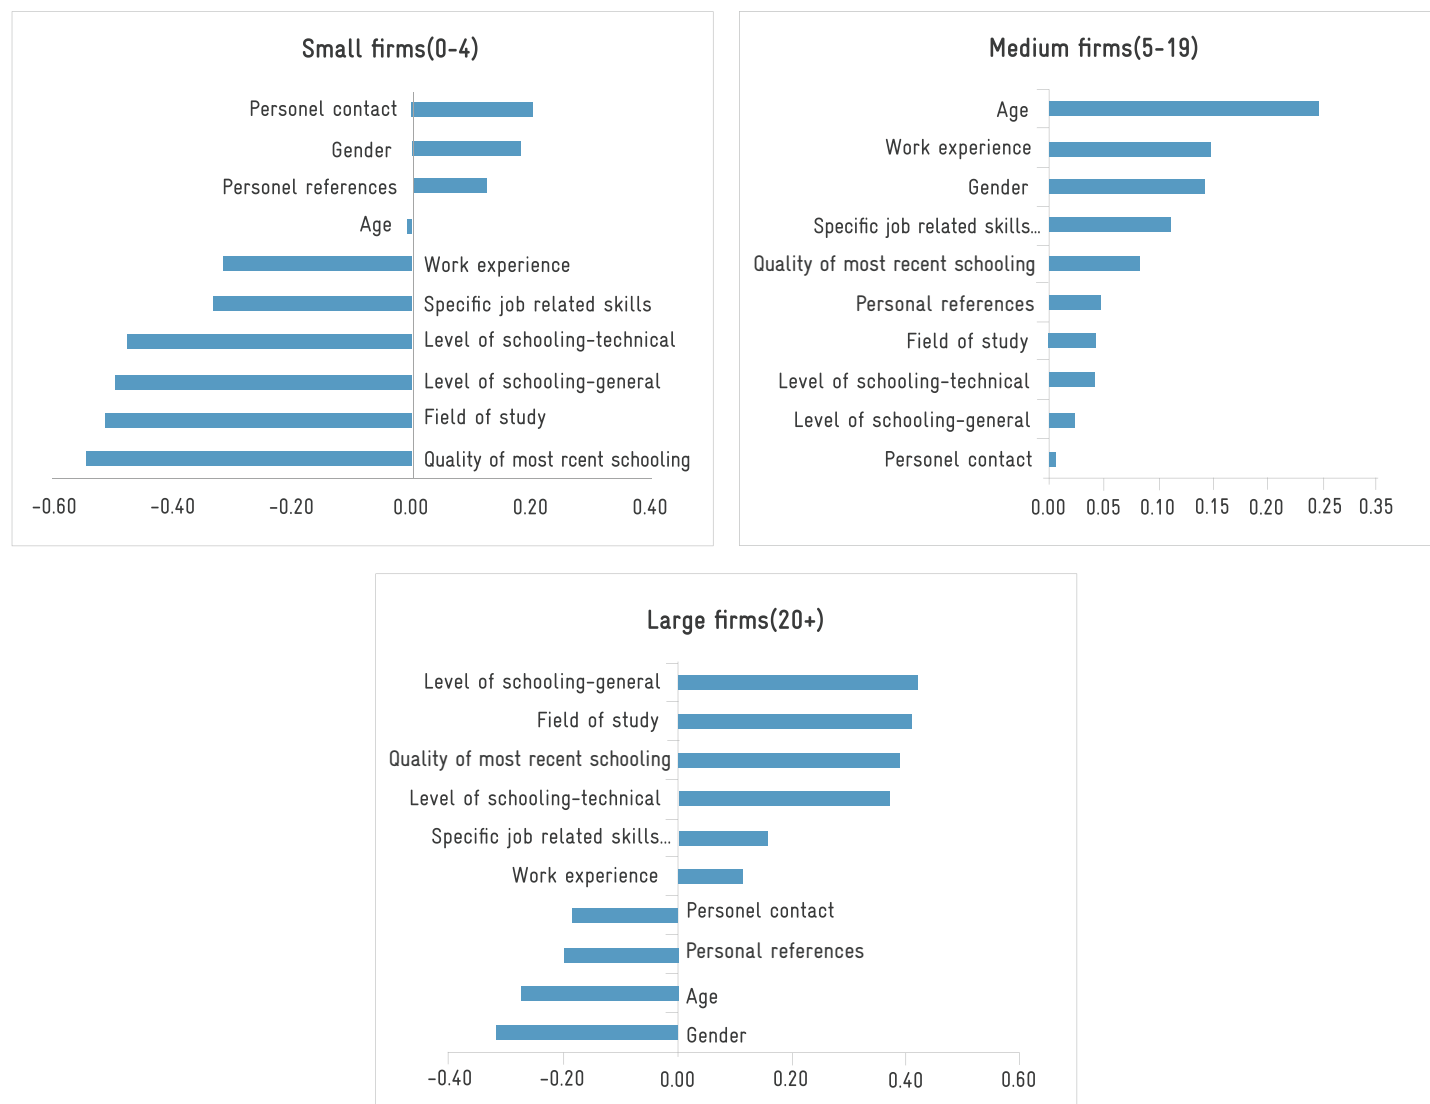 Small firms(0-4)
Personel contact
Gender
Personel references
Age
Work experience
Specific job related skills
Level of schooling-technical
Level of schooling-general
Field of study
Quality of most rcent schooling
-0.60 -0.40 -0.20 0.00 0.20 0.40
Medium firms(5-19)
Age
Work experience
Gender
Specific job related skills...
Quality of most recent schooling
Personal references
Field of study
Level of schooling-technical
Level of schooling-general
Personel contact
0.00 0.05 0.10 0.15 0.20 0.25 0.35
Large firms(20+)
Level of schooling-general
Field of study
Quality of most recent schooling
Level of schooling-technical
Specific job related skills...
Work experience
Personel contact
Personal references
Age
Gender
-0.40 -0.20 0.00 0.20 0.40 0.60